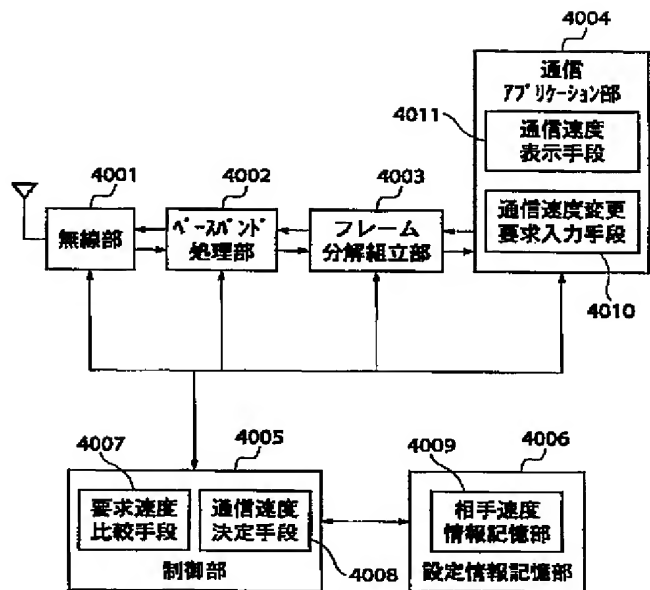 4004
通信
アプリケーション部
4011
通信速度
表示手段
4001
4002
4003
無線部
ベースバンド
処理部
フレーム
分解組立部
通信速度変更
要求入力手段
4010
4007
4005
4009
4006
要求速度
比較手段
通信速度
決定手段
相手速度
情報記憶部
制御部
4008
設定情報記憶部